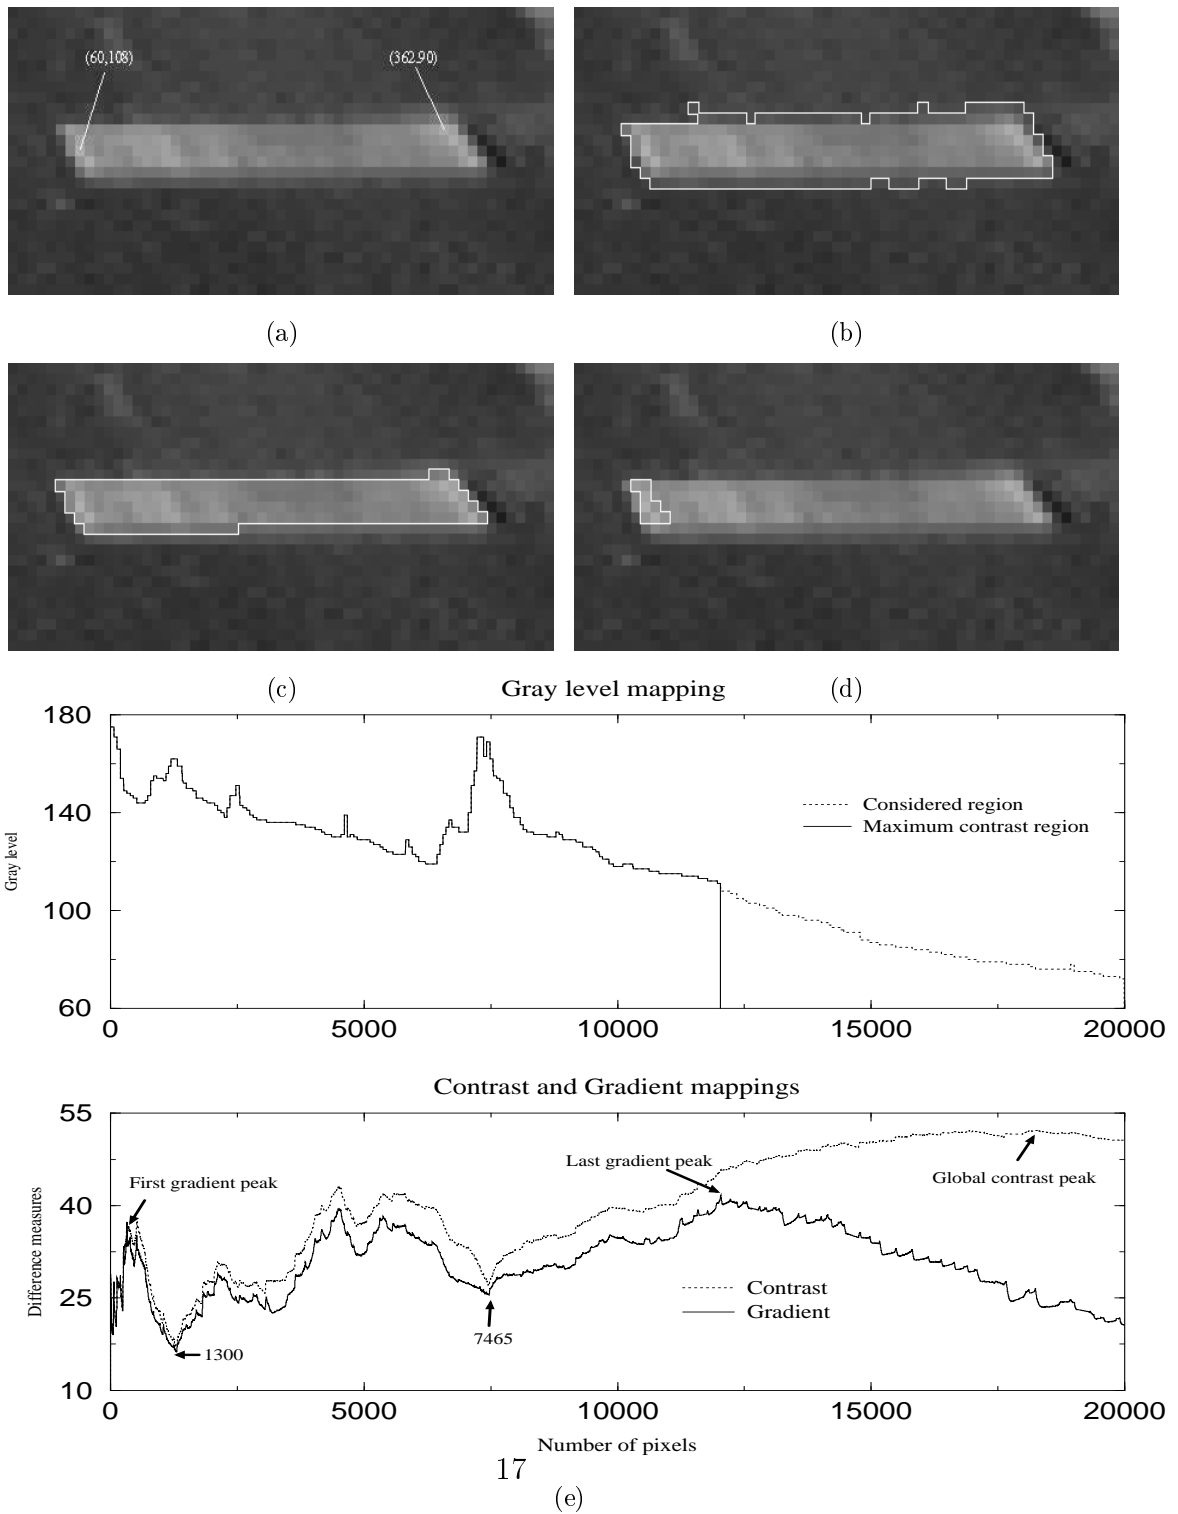 (60,108)
(362,90)
(a)
(b)
(c)
(d)
Gray level mapping
180
140
100
60
Gray level
Considered region
Maximum contrast region
0
5000
10000
15000
20000
Contrast and Gradient mappings
55
40
25
10
Difference measures
First gradient peak
Last gradient peak
Global contrast peak
Contrast
Gradient
1300
7465
0
5000
10000
15000
20000
Number of pixels
17
(e)